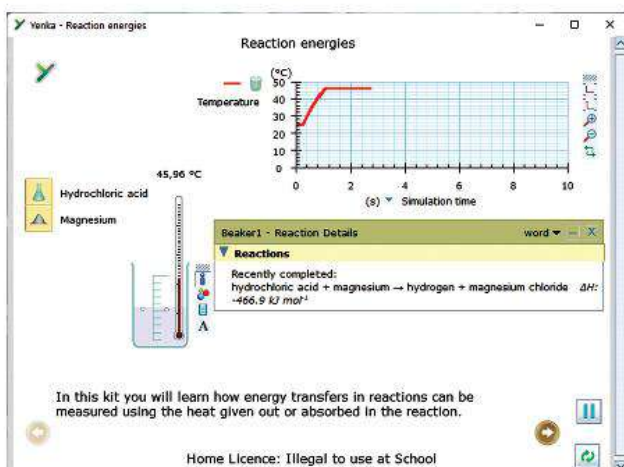 Yenka - Reaction energies
Reaction energies
(°C)
50
40
30
20
10
0
Temperature
0 2 4 6 8 10
(s) Simulation time
45,96 °C
Hydrochloric acid
Magnesium
Beaker1 - Reaction Details word
Reactions
Recently completed:
hydrochloric acid + magnesium → hydrogen + magnesium chloride ΔH:
-466.9 kJ mol⁻¹
A
In this kit you will learn how energy transfers in reactions can be
measured using the heat given out or absorbed in the reaction.
Home Licence: Illegal to use at School